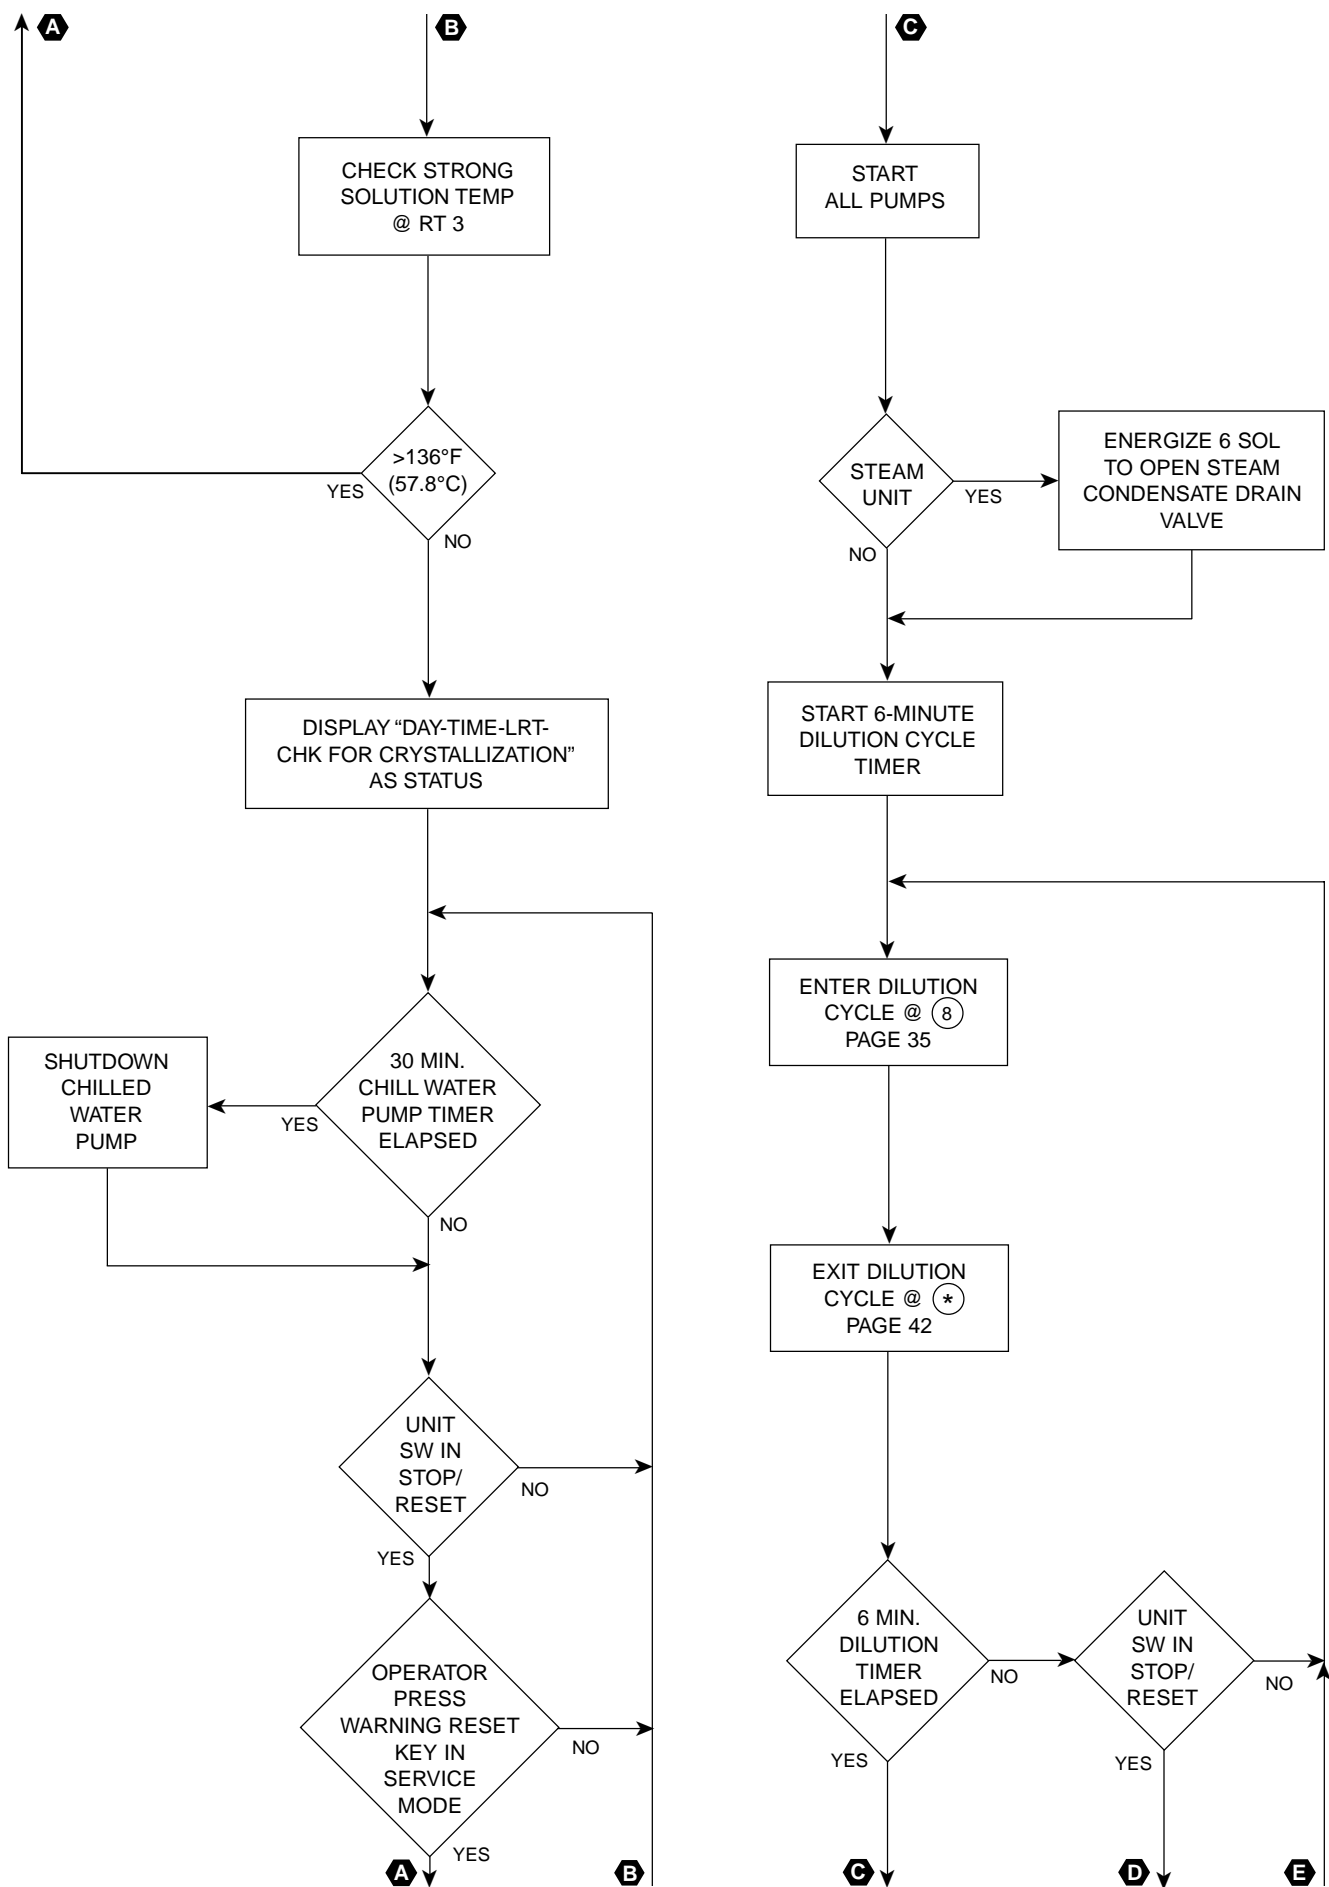 A
B
CHECK STRONG
SOLUTION TEMP
@ RT 3
>136°F
(57.8°C)
YES
NO
DISPLAY “DAY-TIME-LRT-
CHK FOR CRYSTALLIZATION”
AS STATUS
30 MIN.
CHILL WATER
PUMP TIMER
ELAPSED
YES
SHUTDOWN
CHILLED
WATER
PUMP
NO
UNIT
SW IN
STOP/
RESET
NO
YES
OPERATOR
PRESS
WARNING RESET
KEY IN
SERVICE
MODE
NO
YES
A
B
C
START
ALL PUMPS
STEAM
UNIT
YES
ENERGIZE 6 SOL
TO OPEN STEAM
CONDENSATE DRAIN
VALVE
NO
START 6-MINUTE
DILUTION CYCLE
TIMER
ENTER DILUTION
CYCLE @ 8
PAGE 35
EXIT DILUTION
CYCLE @ *
PAGE 42
6 MIN.
DILUTION
TIMER
ELAPSED
NO
YES
UNIT
SW IN
STOP/
RESET
NO
YES
C
D
E